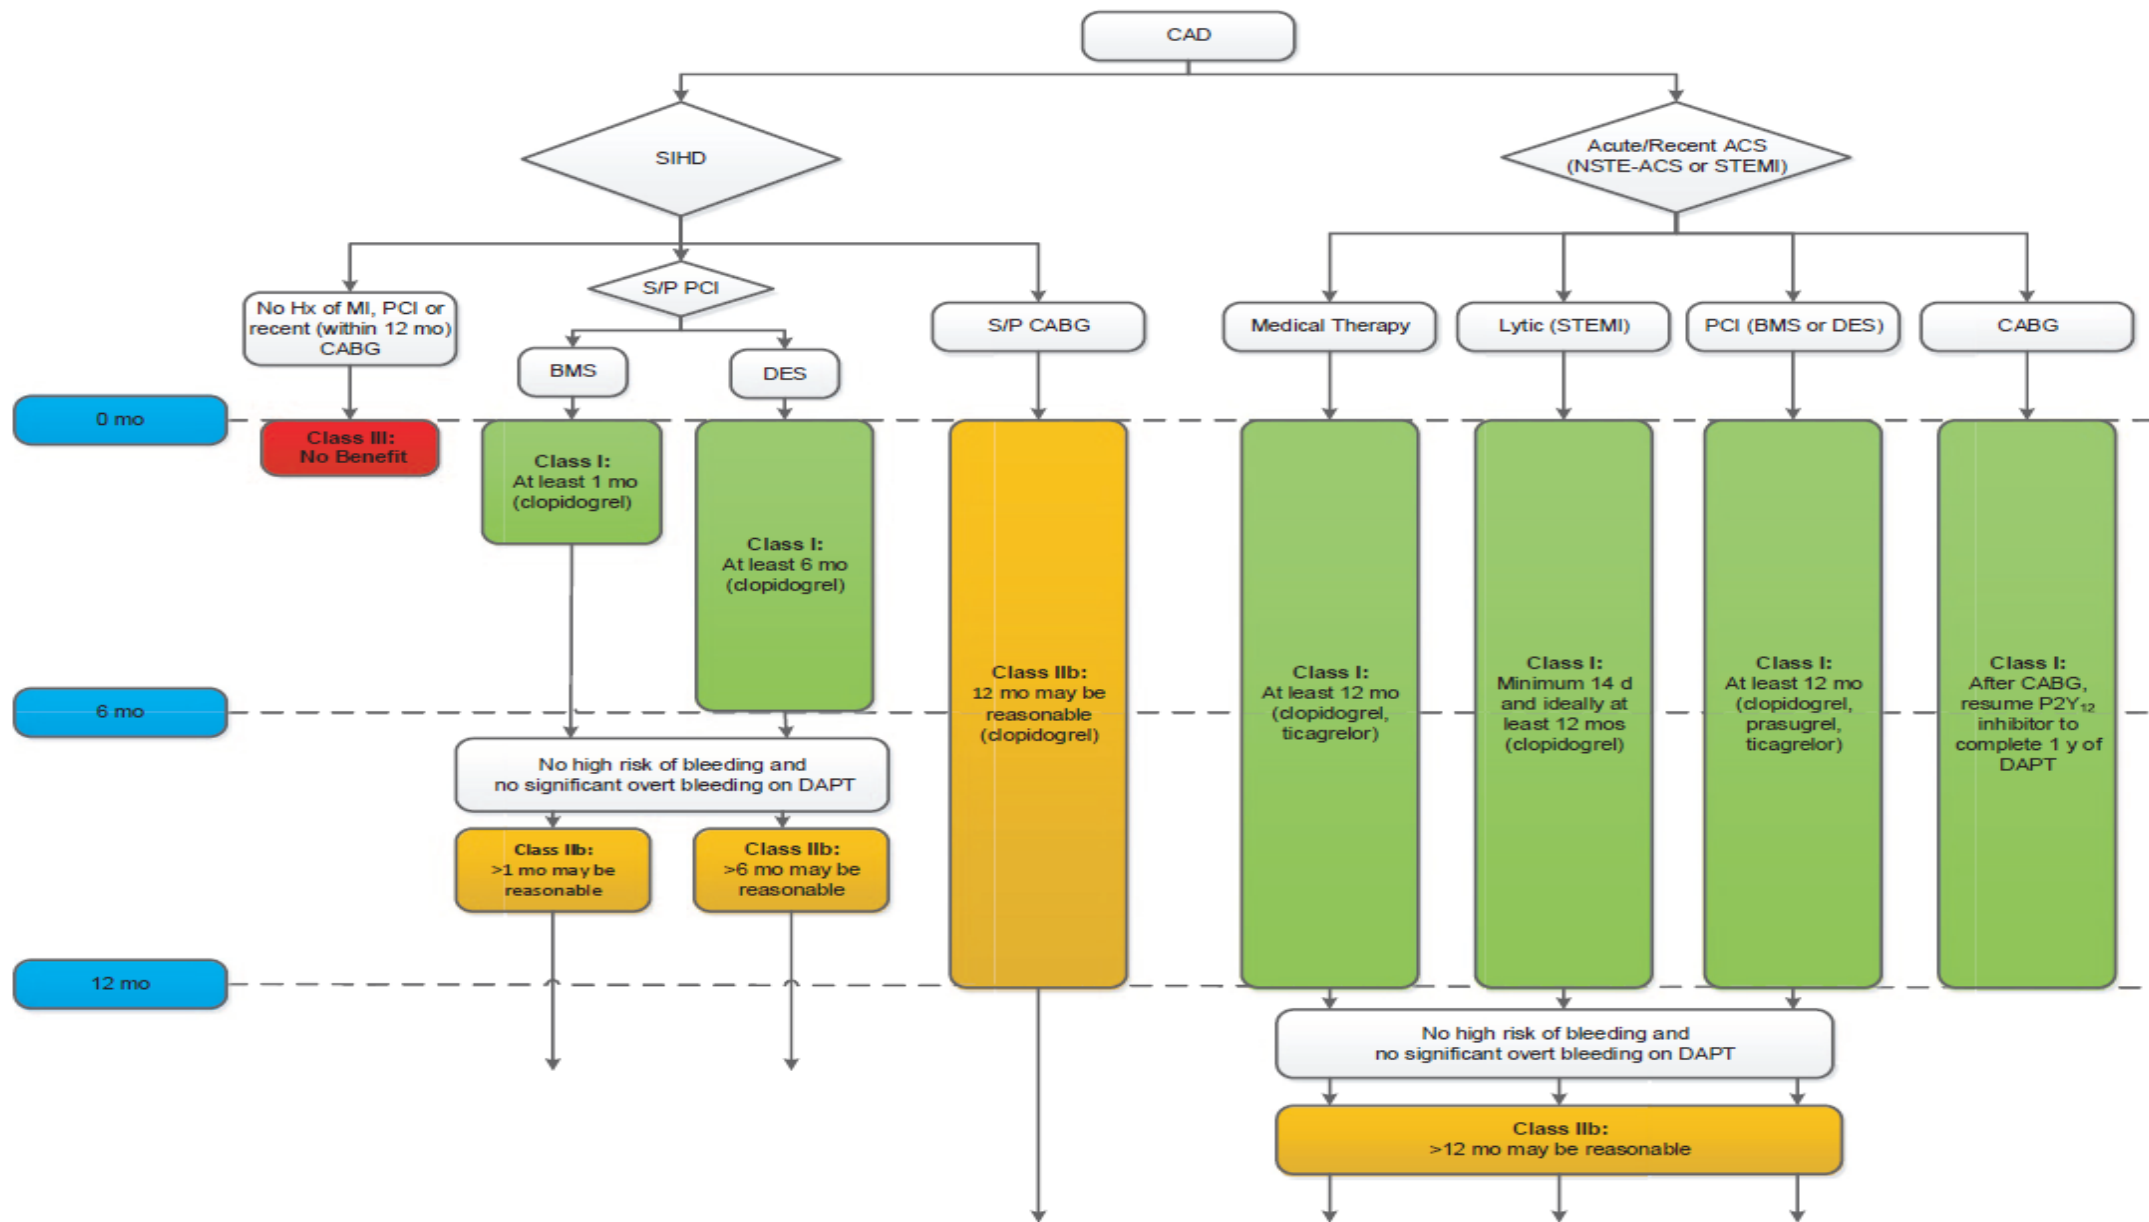 CAD
SIHD
Acute/Recent ACS
(NSTE-ACS or STEMI)
No Hx of MI, PCI or
recent (within 12 mo)
CABG
S/P PCI
BMS
DES
S/P CABG
Medical Therapy
Lytic (STEMI)
PCI (BMS or DES)
CABG
0 mo
Class III:
No Benefit
Class I:
At least 1 mo
(clopidogrel)
Class I:
At least 6 mo
(clopidogrel)
Class IIb:
12 mo may be
reasonable
(clopidogrel)
Class I:
At least 12 mo
(clopidogrel,
ticagrelor)
Class I:
Minimum 14 d
and ideally at
least 12 mos
(clopidogrel)
Class I:
At least 12 mo
(clopidogrel,
prasugrel,
ticagrelor)
Class I:
After CABG,
resume P2Y₁₂
inhibitor to
complete 1 y of
DAPT
6 mo
No high risk of bleeding and
no significant overt bleeding on DAPT
Class IIb:
>1 mo may be
reasonable
Class IIb:
>6 mo may be
reasonable
12 mo
No high risk of bleeding and
no significant overt bleeding on DAPT
Class IIb:
>12 mo may be reasonable